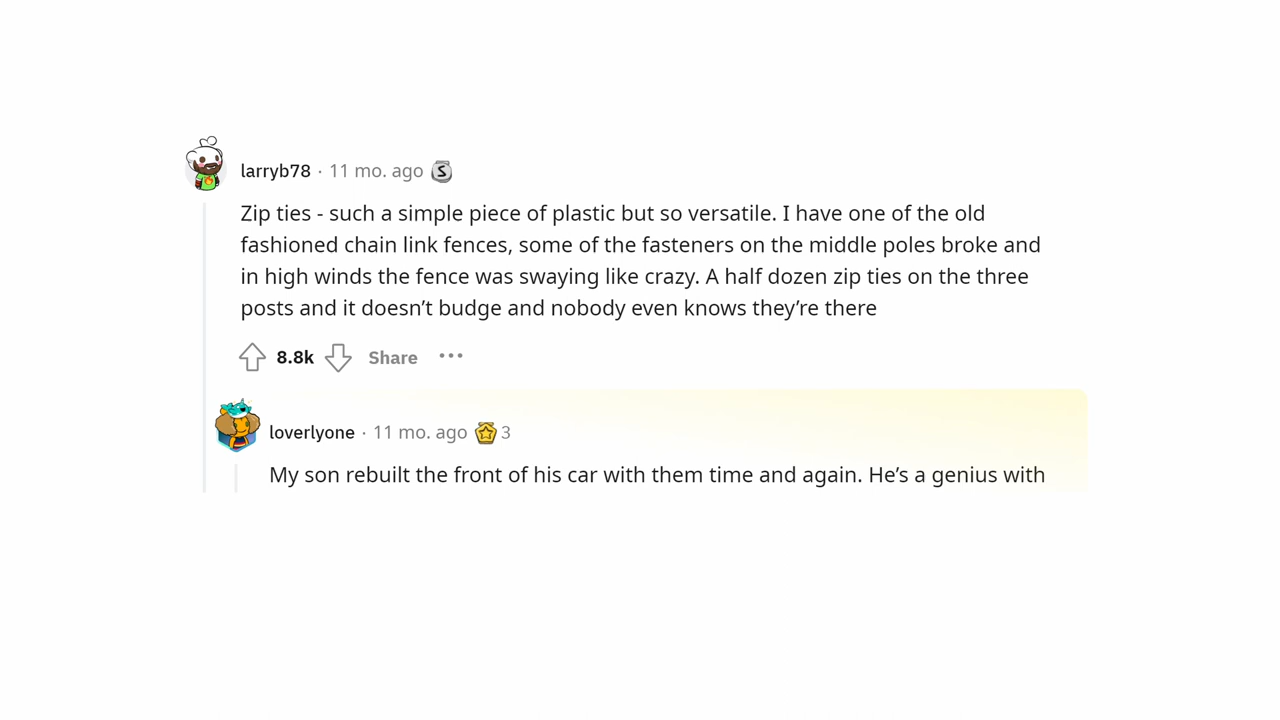 larryb78 · 11 mo. ago S
Zip ties - such a simple piece of plastic but so versatile. I have one of the old
fashioned chain link fences, some of the fasteners on the middle poles broke and
in high winds the fence was swaying like crazy. A half dozen zip ties on the three
posts and it doesn’t budge and nobody even knows they’re there
8.8k Share •••
loverlyone · 11 mo. ago 3
My son rebuilt the front of his car with them time and again. He’s a genius with